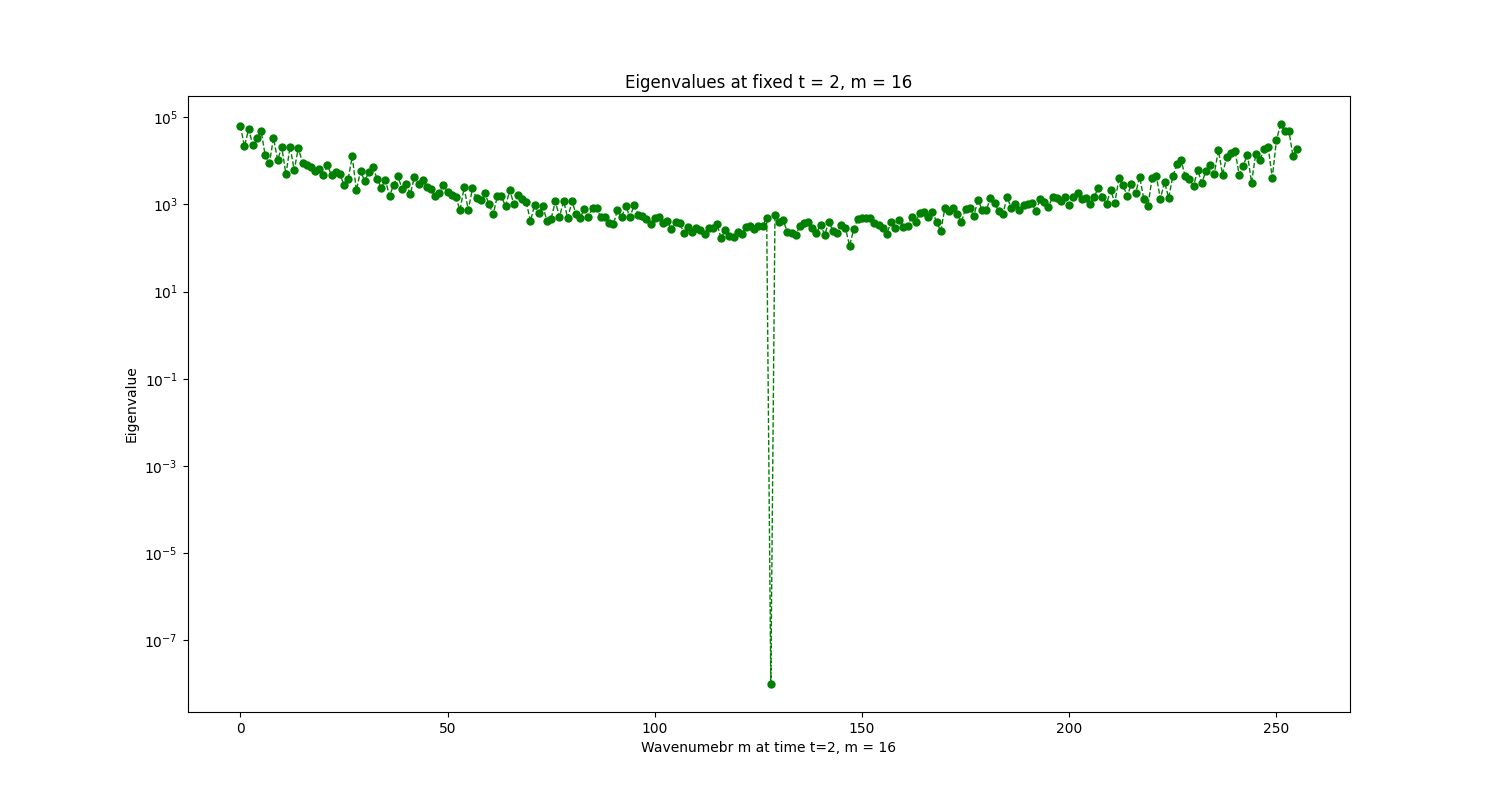 Eigenvalues at fixed t = 2, m = 16
Eigenvalue
10^5
10^3
10^1
10^−1
10^−3
10^−5
10^−7
0 50 100 150 200 250
Wavenumebr m at time t=2, m = 16